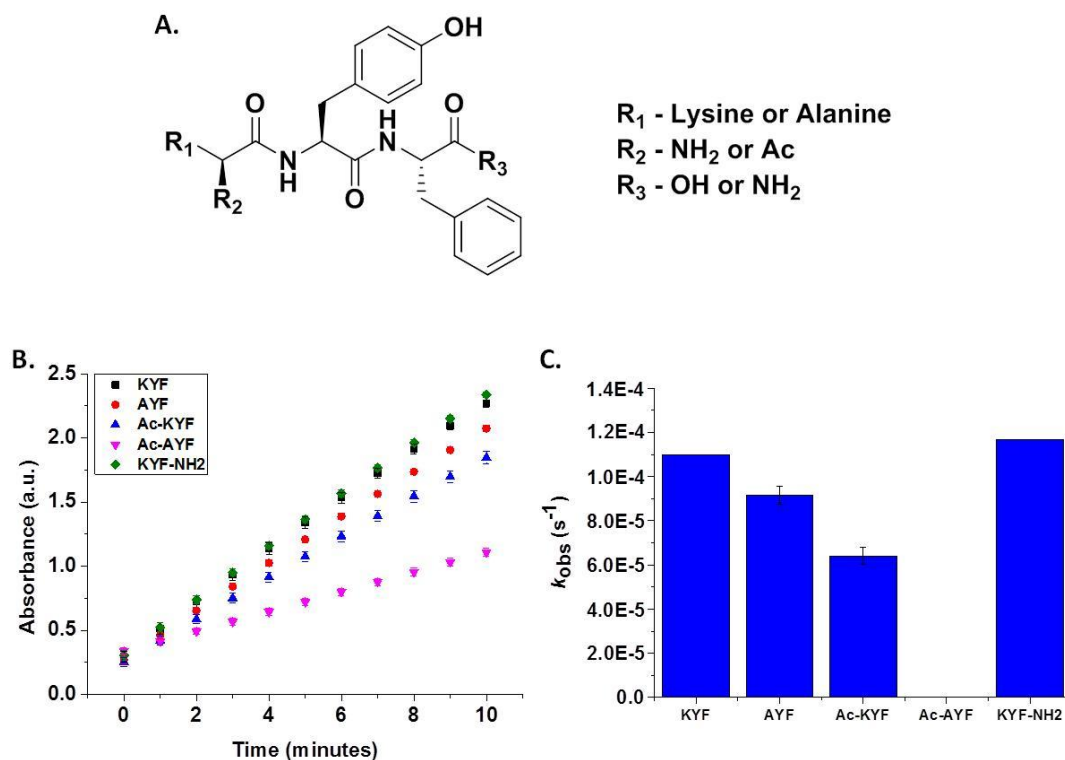 A.
OH
O
H
N
O
R₁
R₂
N
H
O
R₃
R₁ - Lysine or Alanine
R₂ - NH₂ or Ac
R₃ - OH or NH₂
B.
2.5
2.0
1.5
1.0
0.5
0.0
Absorbance (a.u.)
KYF
AYF
Ac-KYF
Ac-AYF
KYF-NH2
0 2 4 6 8 10
Time (minutes)
C.
1.4E-4
1.2E-4
1.0E-4
8.0E-5
6.0E-5
4.0E-5
2.0E-5
0.0
kobs (s⁻¹)
KYF AYF Ac-KYF Ac-AYF KYF-NH2